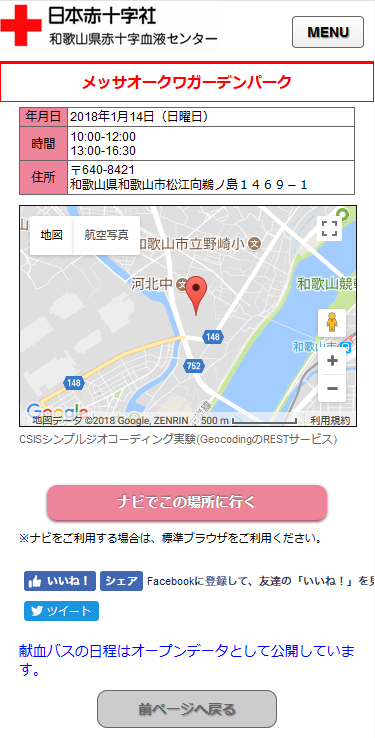 日本赤十字社
和歌山県赤十字血液センター
MENU
メッサオークワガーデンパーク
年月日 2018年1月14日（日曜日）
時間 10:00-12:00
13:00-16:30
住所 〒640-8421
和歌山県和歌山市松江向鵜ノ島１４６９－１
地図 航空写真
和歌山市立野崎小
河北中
和歌山競
148
和歌山市
752
148
Google
地図データ ©2018 Google, ZENRIN 500 m 利用規約
CSISシンプルジオコーディング実験(GeocodingのRESTサービス)
ナビでこの場所に行く
※ナビをご利用する場合は、標準ブラウザをご利用ください。
いいね！ シェア Facebookに登録して、友達の「いいね！」を見
ツイート
献血バスの日程はオープンデータとして公開していま
す。
前ページへ戻る